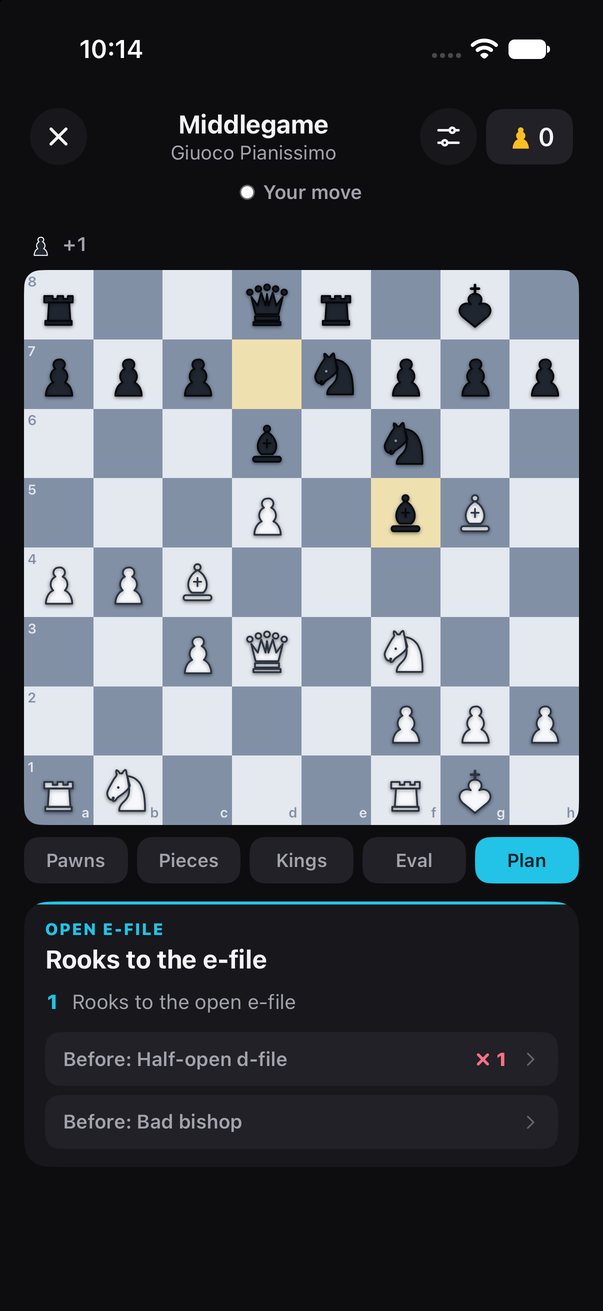 10:14
Middlegame
Giuoco Pianissimo
0
Your move
+1
8
7
6
5
4
3
2
1
a b c d e f g h
Pawns Pieces Kings Eval Plan
OPEN E-FILE
Rooks to the e-file
1 Rooks to the open e-file
Before: Half-open d-file × 1
Before: Bad bishop